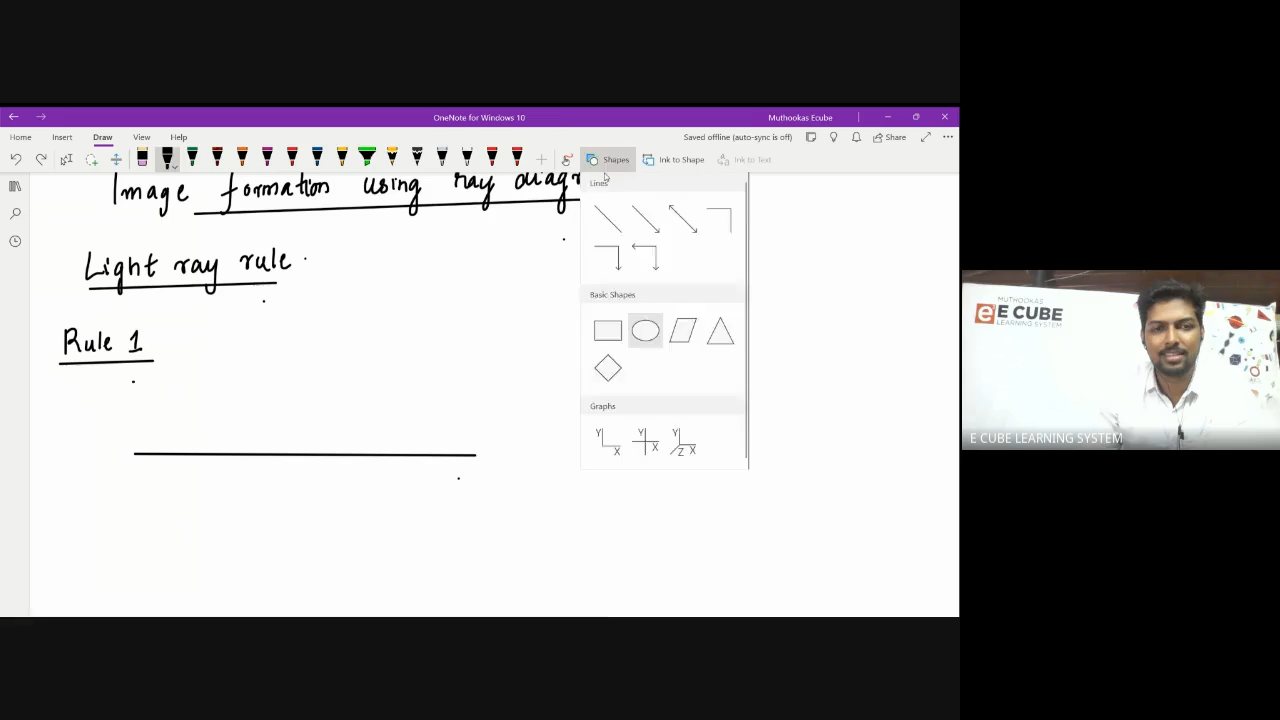 OneNote for Windows 10
Muthookas Ecube
Home Insert Draw View Help
Saved offline (auto-sync is off)
Share
Shapes
Ink to Shape
Ink to Text
Lines
Image formation using ray diagr
Light ray rule
Basic Shapes
Rule 1
Graphs
Y X Y X Y Z X
MUTHOOKAS
e E CUBE
LEARNING SYSTEM
E CUBE LEARNING SYSTEM